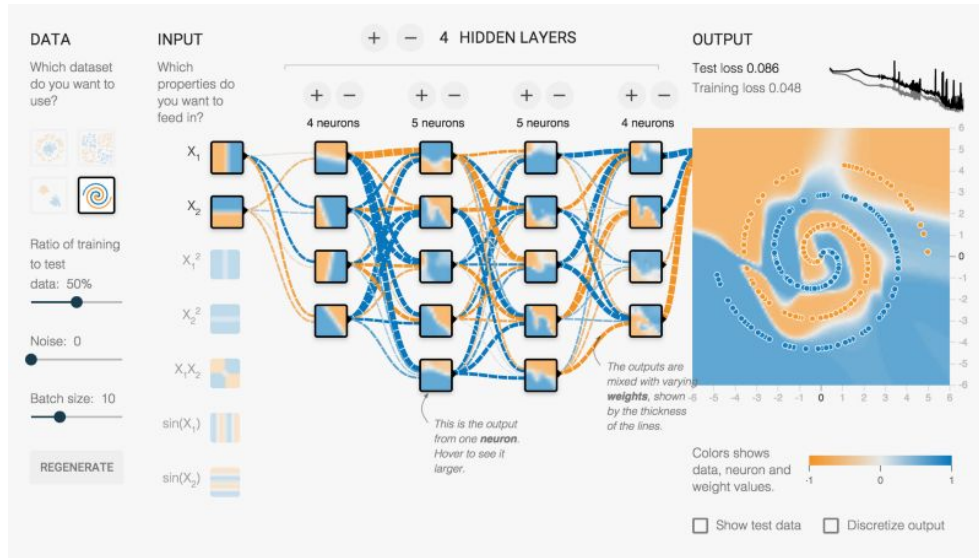 DATA
Which dataset
do you want to
use?
Ratio of training
to test
data: 50%
Noise: 0
Batch size: 10
REGENERATE
INPUT
Which
properties do
you want to
feed in?
X₁
X₂
X₁²
X₂²
X₁X₂
sin(X₁)
sin(X₂)
+ − 4 HIDDEN LAYERS
+ − + − + − + −
4 neurons 5 neurons 5 neurons 4 neurons
This is the output
from one neuron.
Hover to see it
larger.
The outputs are
mixed with varying
weights, shown
by the thickness
of the lines.
OUTPUT
Test loss 0.086
Training loss 0.048
6
5
4
3
2
1
0
-1
-2
-3
-4
-5
-6
-6 -5 -4 -3 -2 -1 0 1 2 3 4 5 6
Colors shows
data, neuron and
weight values.
-1 0 1
Show test data Discretize output